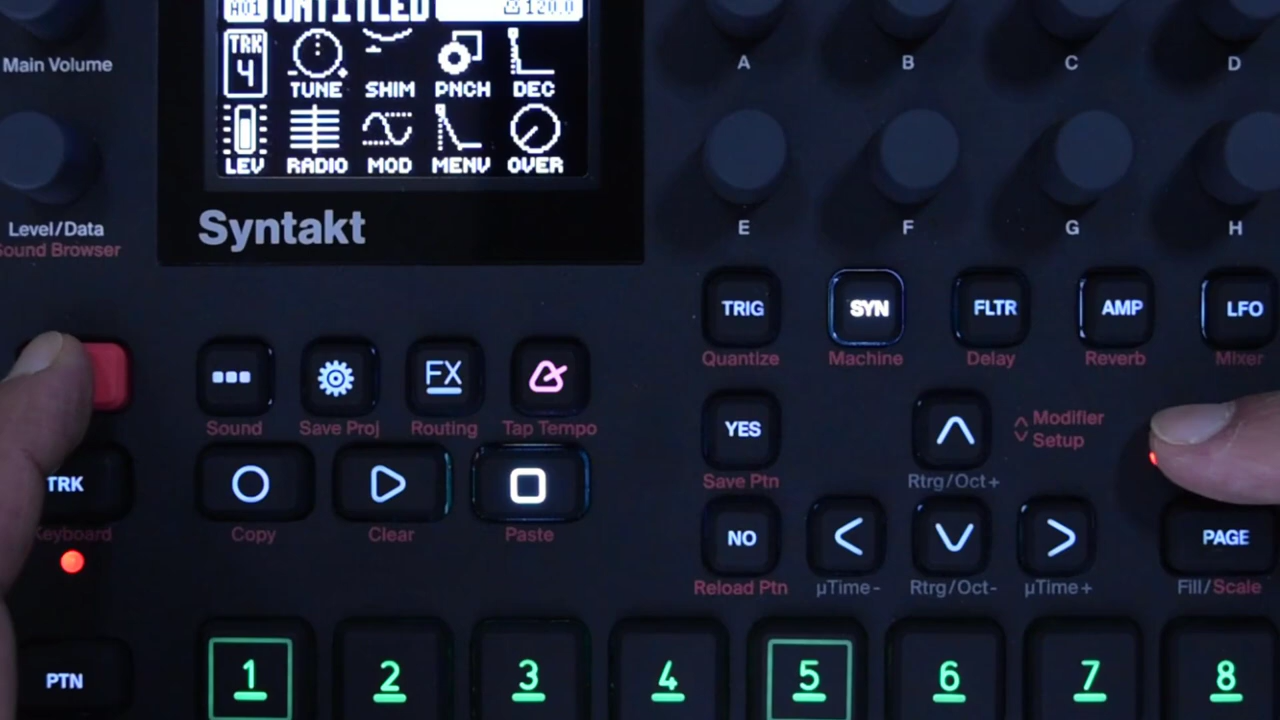 A01 UNTITLED 120.0
TRK 4 TUNE SHIM PNCH DEC
LEV RADIO MOD MENV OVER
Syntakt
Main Volume
Level/Data
Sound Browser
A B C D
E F G H
TRIG SYN FLTR AMP LFO
Quantize Machine Delay Reverb Mixer
FX
Sound Save Proj Routing Tap Tempo
YES
Modifier
Setup
Save Ptn Rtrg/Oct+
TRK
Keyboard Copy Clear Paste
NO PAGE
Reload Ptn µTime- Rtrg/Oct- µTime+ Fill/Scale
PTN 1 2 3 4 5 6 7 8